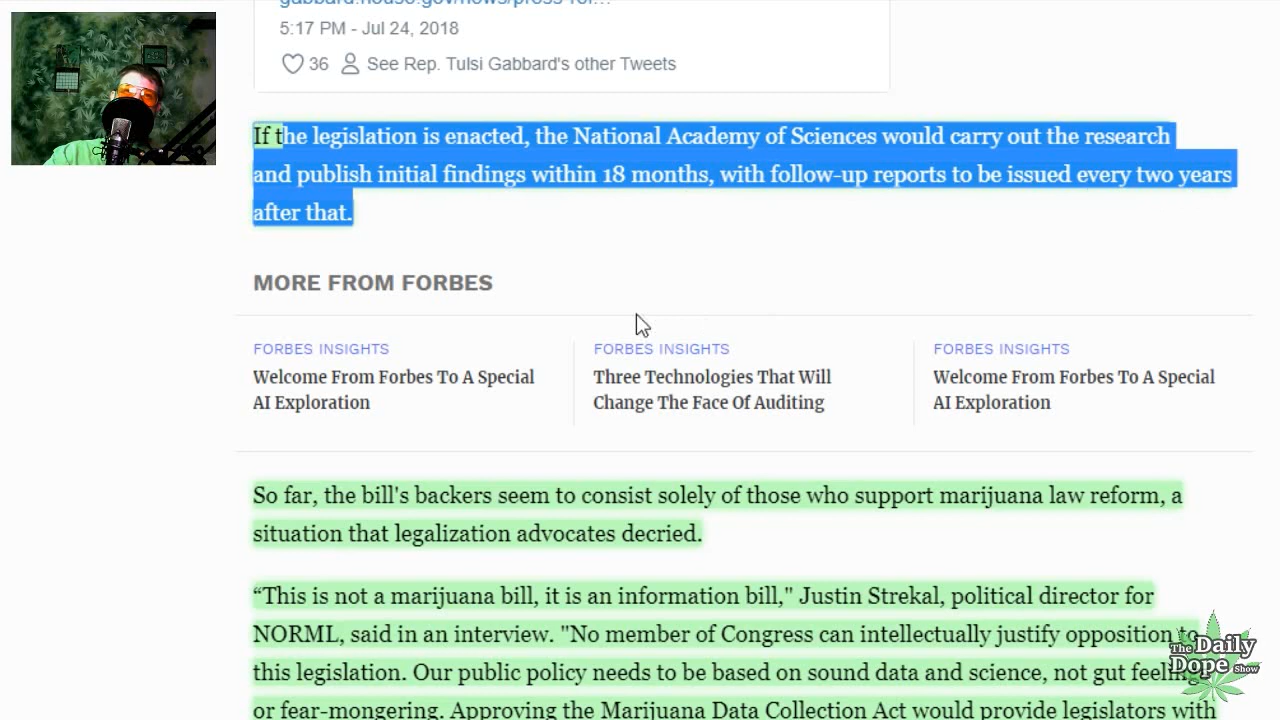 gabbard.house.gov/news/press-rel…
5:17 PM - Jul 24, 2018
36 See Rep. Tulsi Gabbard's other Tweets
If the legislation is enacted, the National Academy of Sciences would carry out the research
and publish initial findings within 18 months, with follow-up reports to be issued every two years
after that.
MORE FROM FORBES
FORBES INSIGHTS
Welcome From Forbes To A Special
AI Exploration
FORBES INSIGHTS
Three Technologies That Will
Change The Face Of Auditing
FORBES INSIGHTS
Welcome From Forbes To A Special
AI Exploration
So far, the bill's backers seem to consist solely of those who support marijuana law reform, a
situation that legalization advocates decried.
“This is not a marijuana bill, it is an information bill," Justin Strekal, political director for
NORML, said in an interview. "No member of Congress can intellectually justify opposition to
this legislation. Our public policy needs to be based on sound data and science, not gut feelings
or fear-mongering. Approving the Marijuana Data Collection Act would provide legislators with
The Daily
Dope Show